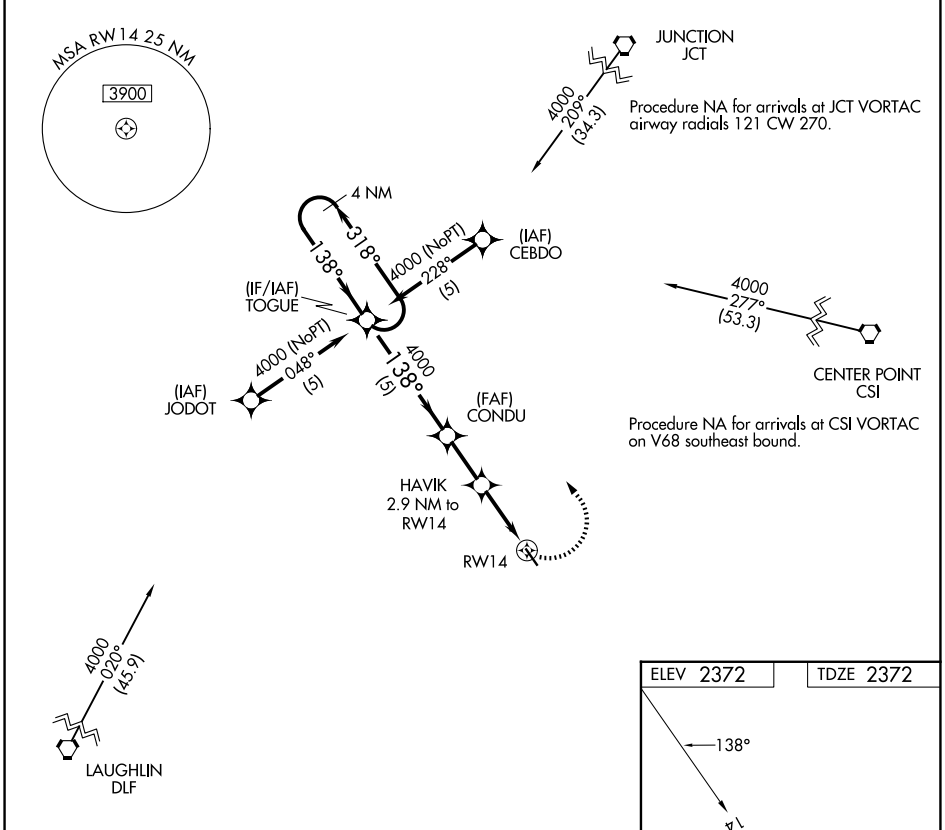 MSA RW14 25 NM
3900
JUNCTION
JCT
4000
209°
(34.3)
Procedure NA for arrivals at JCT VORTAC
airway radials 121 CW 270.
4 NM
318°
138°
4000 (NoPT)
228°
(5)
(IAF)
CEBDO
(IF/IAF)
TOGUE
4000 (NoPT)
048°
(5)
(IAF)
JODOT
4000
138°
(5)
4000
277°
(53.3)
CENTER POINT
CSI
Procedure NA for arrivals at CSI VORTAC
on V68 southeast bound.
(FAF)
CONDU
HAVIK
2.9 NM to
RW14
RW14
4000
020°
(45.9)
LAUGHLIN
DLF
ELEV 2372
TDZE 2372
138°
14